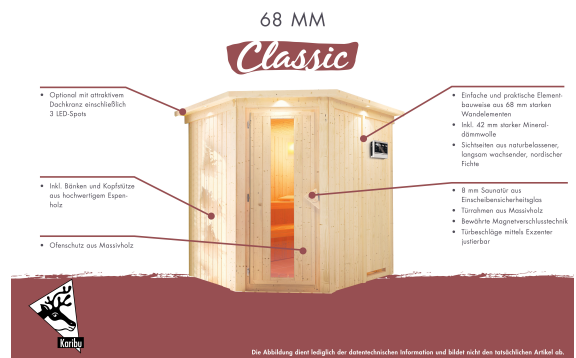 68 MM
Classic
• Optional mit attraktivem
Dachkranz einschließlich
3 LED-Spots
• Inkl. Bänken und Kopfstütze
aus hochwertigem Espen-
holz
• Ofenschutz aus Massivholz
• Einfache und praktische Element-
bauweise aus 68 mm starken
Wandelementen
• Inkl. 42 mm starker Mineral-
dämmwolle
• Sichtseiten aus naturbelassener,
langsam wachsender, nordischer
Fichte
• 8 mm Saunatür aus
Einscheibensicherheitsglas
• Türrahmen aus Massivholz
• Bewährte Magnetverschlusstechnik
• Türbeschläge mittels Exzenter
justierbar
Karibu
Die Abbildung dient lediglich der datentechnischen Information und bildet nicht den tatsächlichen Artikel ab.